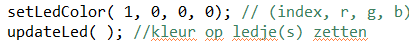 setLedColor( 1, 0, 0, 0); // (index, r, g, b)
updateLed( ); //kleur op ledje(s) zetten